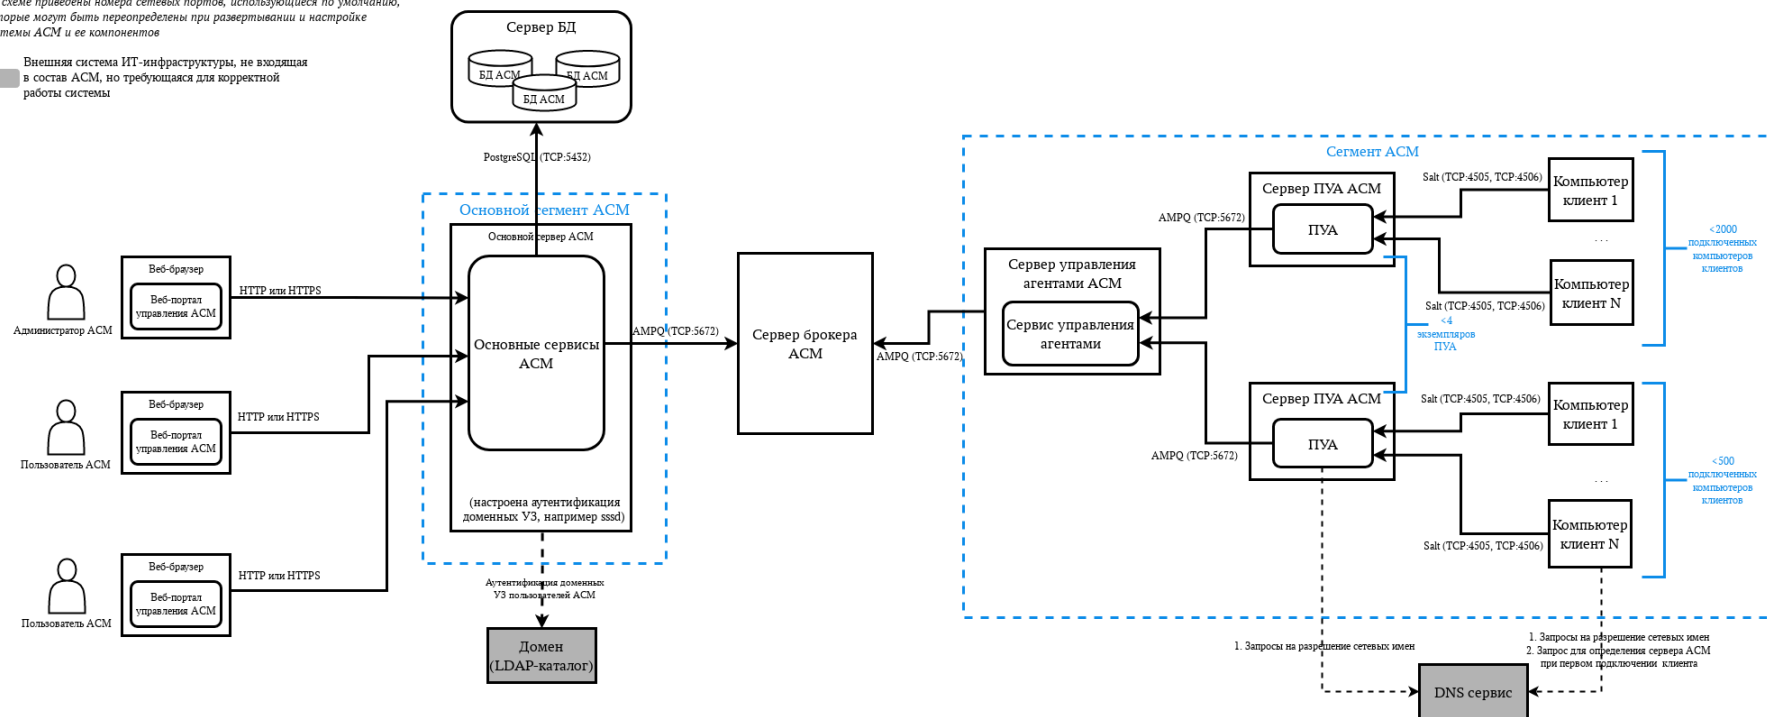 схеме приведены номера сетевых портов, использующиеся по умолчанию,
которые могут быть переопределены при развертывании и настройке
системы АСМ и ее компонентов
Внешняя система ИТ-инфраструктуры, не входящая
в состав АСМ, но требующаяся для корректной
работы системы
Сервер БД
БД АСМ
БД АСМ
БД АСМ
PostgreSQL (TCP:5432)
Основной сегмент АСМ
Основной сервер АСМ
Основные сервисы
АСМ
(настроена аутентификация
доменных УЗ, например sssd)
Аутентификация доменных
УЗ пользователей АСМ
Домен
(LDAP-каталог)
Администратор АСМ
Веб-браузер
Веб-портал
управления АСМ
HTTP или HTTPS
Пользователь АСМ
Веб-браузер
Веб-портал
управления АСМ
HTTP или HTTPS
Пользователь АСМ
Веб-браузер
Веб-портал
управления АСМ
HTTP или HTTPS
AMPQ (TCP:5672)
Сервер брокера
АСМ
AMPQ (TCP:5672)
Сегмент АСМ
Сервер управления
агентами АСМ
Сервис управления
агентами
AMPQ (TCP:5672)
Сервер ПУА АСМ
ПУА
Salt (TCP:4505, TCP:4506)
Компьютер
клиент 1
. . .
Компьютер
клиент N
Salt (TCP:4505, TCP:4506)
<2000
подключенных
компьютеров
клиентов
<4
экземпляров
ПУА
AMPQ (TCP:5672)
Сервер ПУА АСМ
ПУА
Salt (TCP:4505, TCP:4506)
Компьютер
клиент 1
. . .
Компьютер
клиент N
Salt (TCP:4505, TCP:4506)
<500
подключенных
компьютеров
клиентов
1. Запросы на разрешение сетевых имен
1. Запросы на разрешение сетевых имен
2. Запрос для определения сервера АСМ
при первом подключении клиента
DNS сервис